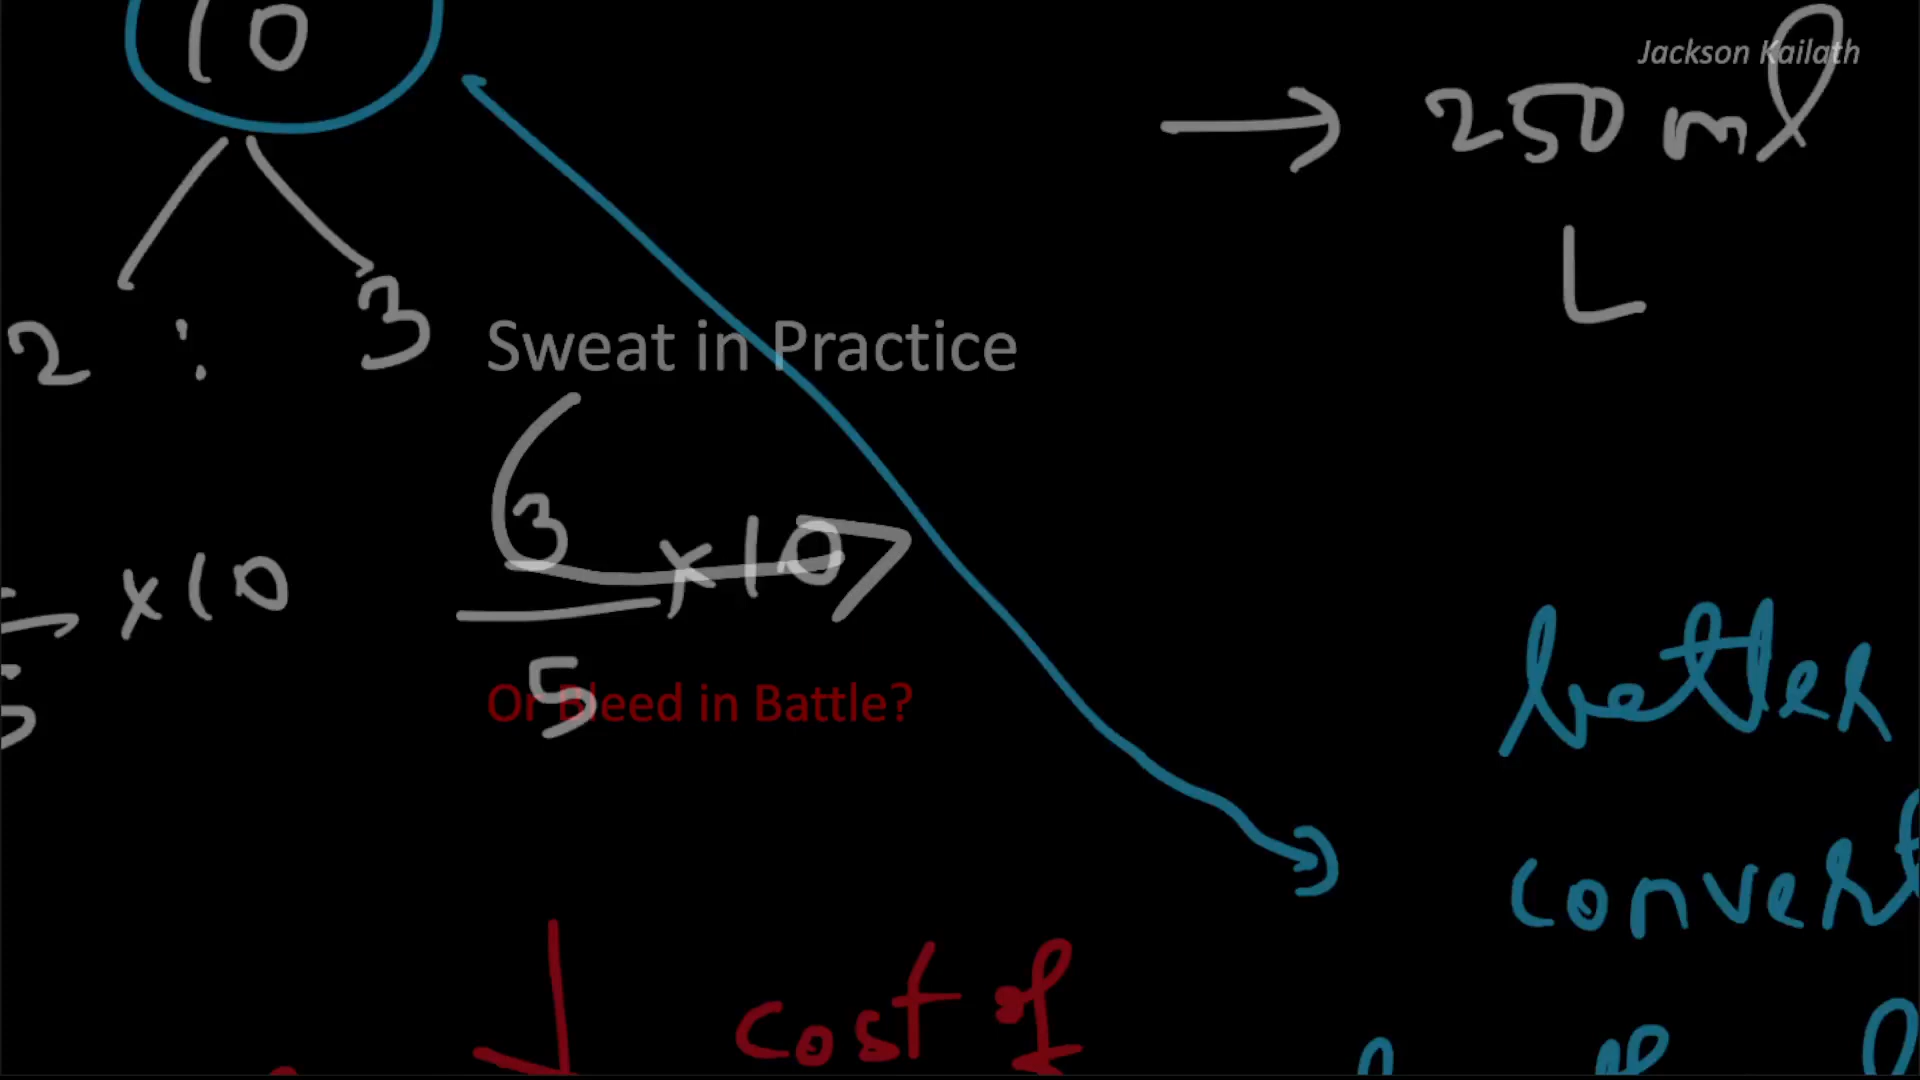 10
Jackson Kailath
→ 250 ml
L
2 : 3
Sweat in Practice
3
×10
×10
5
Or Bleed in Battle?
better
convert
cost of